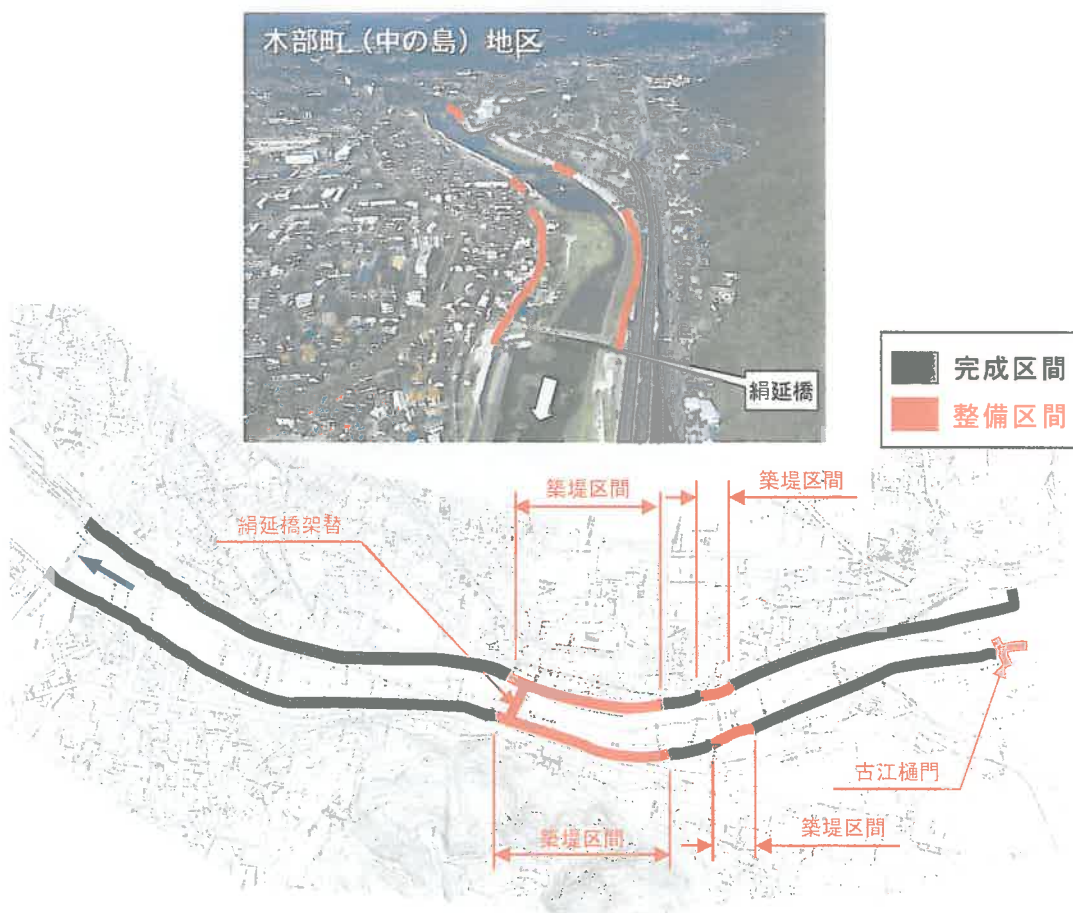 木部町(中の島)地区
絹延橋
完成区間
整備区間
築堤区間
築堤区間
絹延橋架替
古江樋門
築堤区間
築堤区間